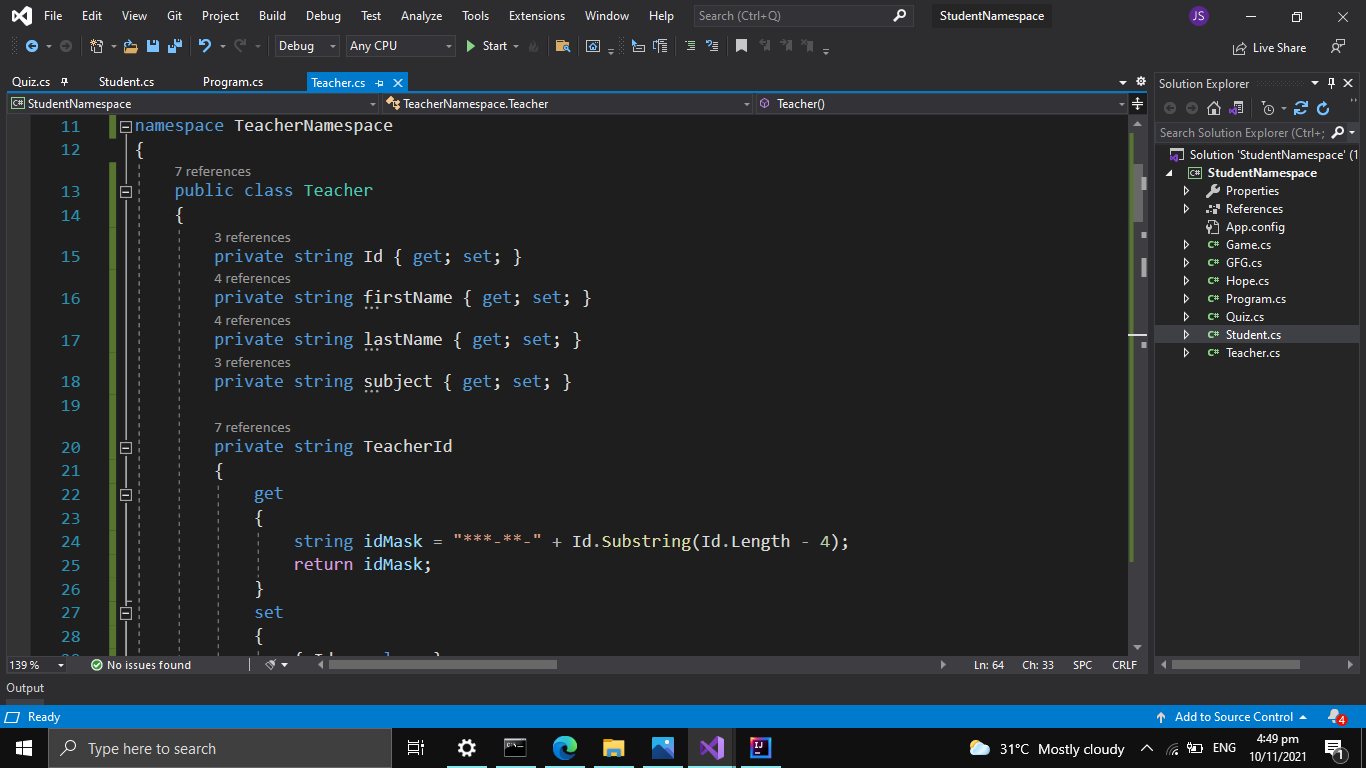 File Edit View Git Project Build Debug Test Analyze Tools Extensions Window Help Search (Ctrl+Q) StudentNamespace JS
Debug Any CPU Start Live Share
Quiz.cs Student.cs Program.cs Teacher.cs
StudentNamespace TeacherNamespace.Teacher Teacher()
11 namespace TeacherNamespace
12 {
7 references
13 public class Teacher
14 {
3 references
15 private string Id { get; set; }
4 references
16 private string firstName { get; set; }
4 references
17 private string lastName { get; set; }
3 references
18 private string subject { get; set; }
19
7 references
20 private string TeacherId
21 {
22 get
23 {
24 string idMask = "***-**-" + Id.Substring(Id.Length - 4);
25 return idMask;
26 }
27 set
28 {
139 % No issues found Ln: 64 Ch: 33 SPC CRLF
Solution Explorer
Search Solution Explorer (Ctrl+;
Solution 'StudentNamespace' (1
StudentNamespace
Properties
References
App.config
Game.cs
GFG.cs
Hope.cs
Program.cs
Quiz.cs
Student.cs
Teacher.cs
Output
Ready Add to Source Control 4
Type here to search 31°C Mostly cloudy ENG 4:49 pm
10/11/2021 1